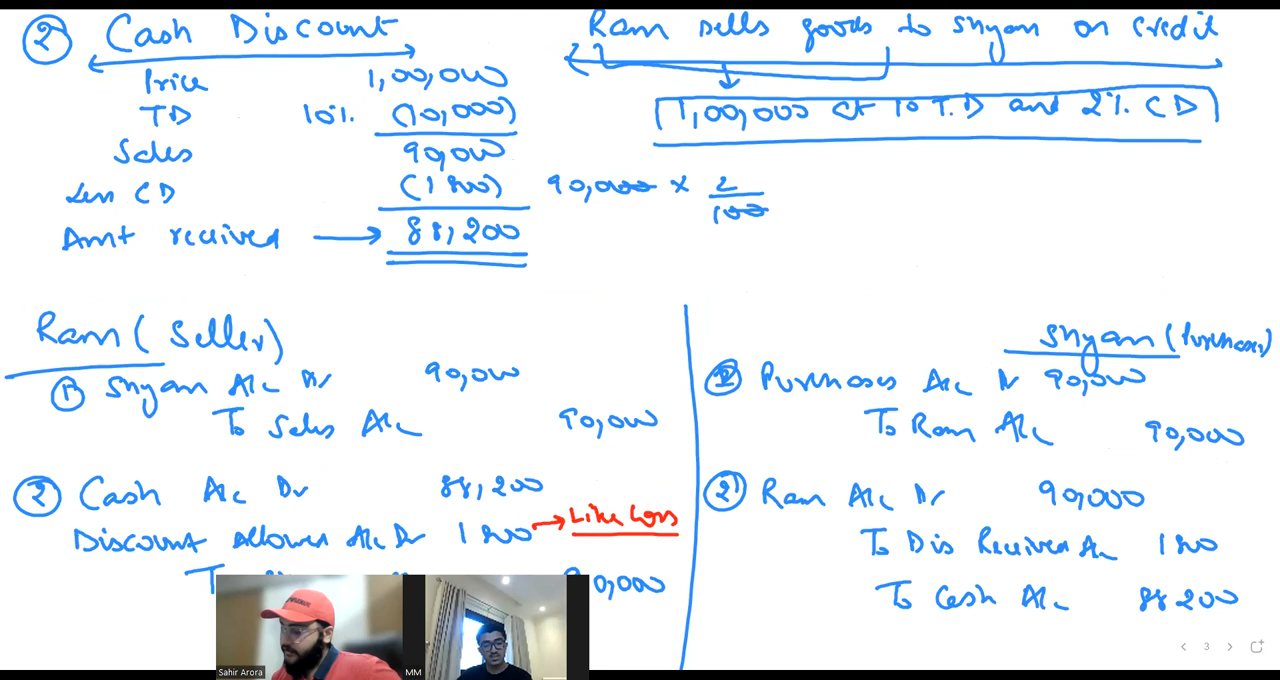 ② Cash Discount
Price 1,00,000
TD 10% (10,000)
Sales 90,000
Less CD (1800) 90,000 × 2/100
Amt received → 88,200
Ram sells goods to Shyam on credit
1,00,000 at 10 T.D and 2% CD
Ram (Seller)
① Shyam A/c Dr 90,000
To Sales A/c 90,000
② Cash A/c Dr 88,200
Discount Allowed A/c Dr 1800 → Like Loss
To 90,000
Shyam (Purchaser)
① Purchases A/c Dr 90,000
To Ram A/c 90,000
② Ram A/c Dr 90,000
To Dis Received A/c 1800
To Cash A/c 88200
Sahir Arora
MM
3